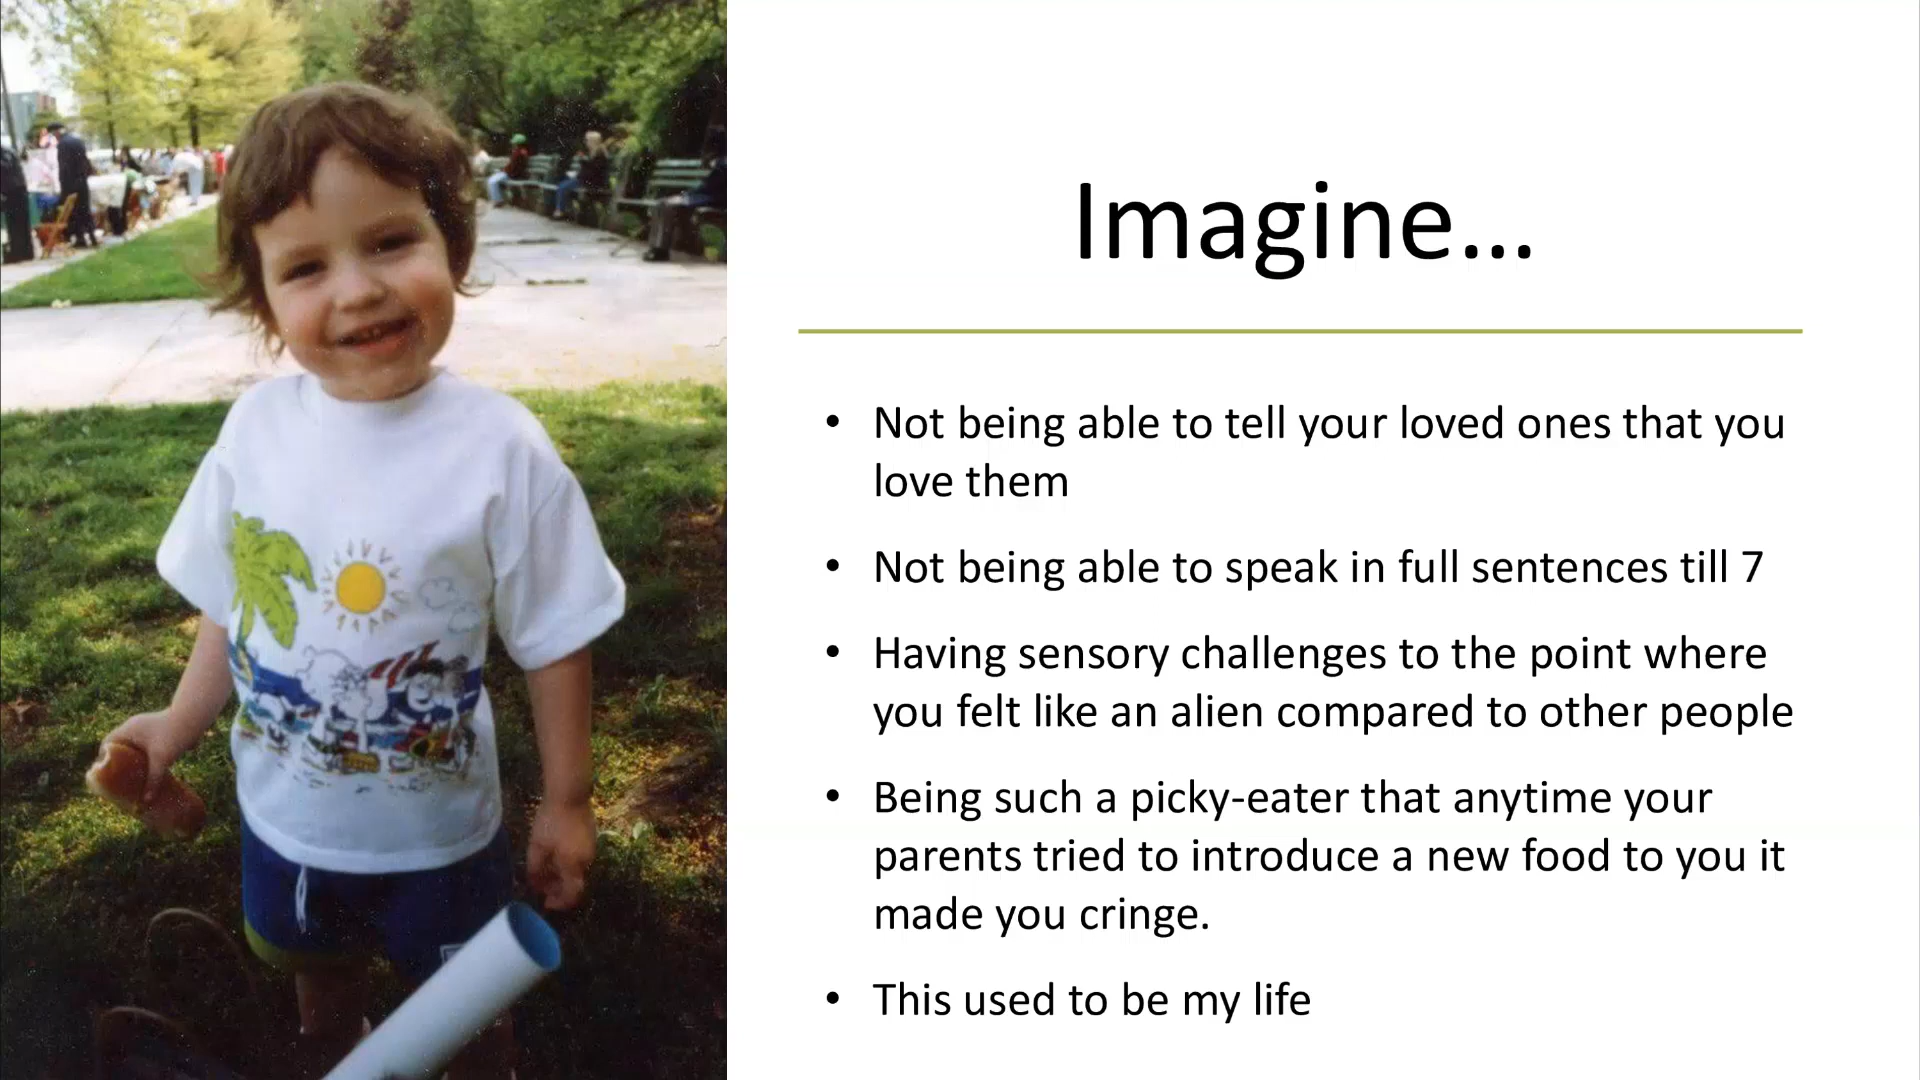 Imagine…
• Not being able to tell your loved ones that you
love them
• Not being able to speak in full sentences till 7
• Having sensory challenges to the point where
you felt like an alien compared to other people
• Being such a picky-eater that anytime your
parents tried to introduce a new food to you it
made you cringe.
• This used to be my life